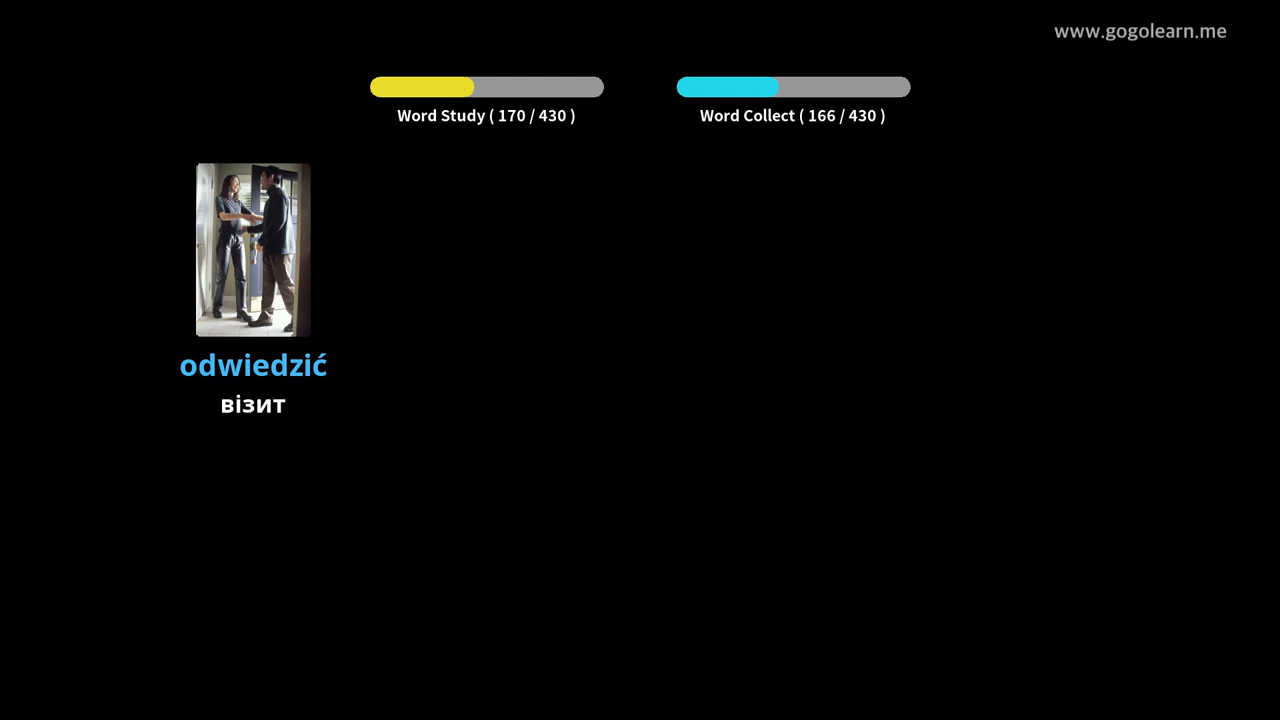 www.gogolearn.me
Word Study ( 170 / 430 )
Word Collect ( 166 / 430 )
odwiedzić
візит